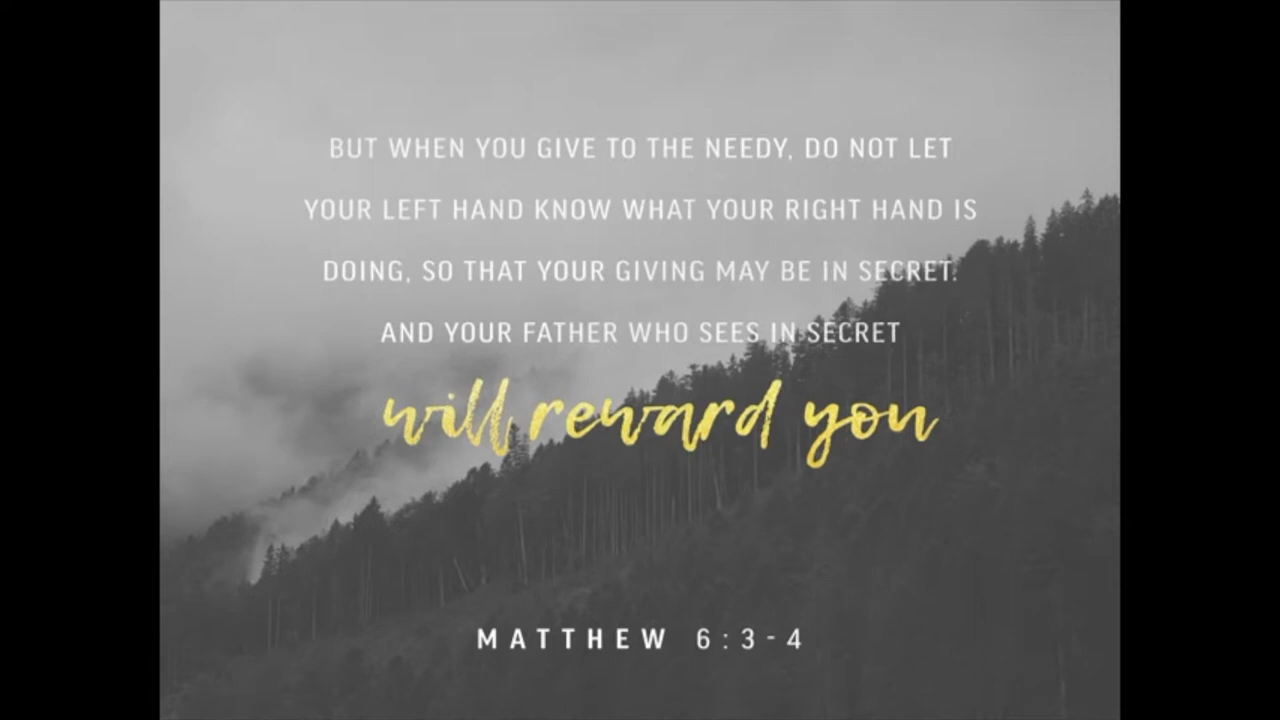 BUT WHEN YOU GIVE TO THE NEEDY, DO NOT LET
YOUR LEFT HAND KNOW WHAT YOUR RIGHT HAND IS
DOING, SO THAT YOUR GIVING MAY BE IN SECRET.
AND YOUR FATHER WHO SEES IN SECRET
will reward you
MATTHEW 6:3-4